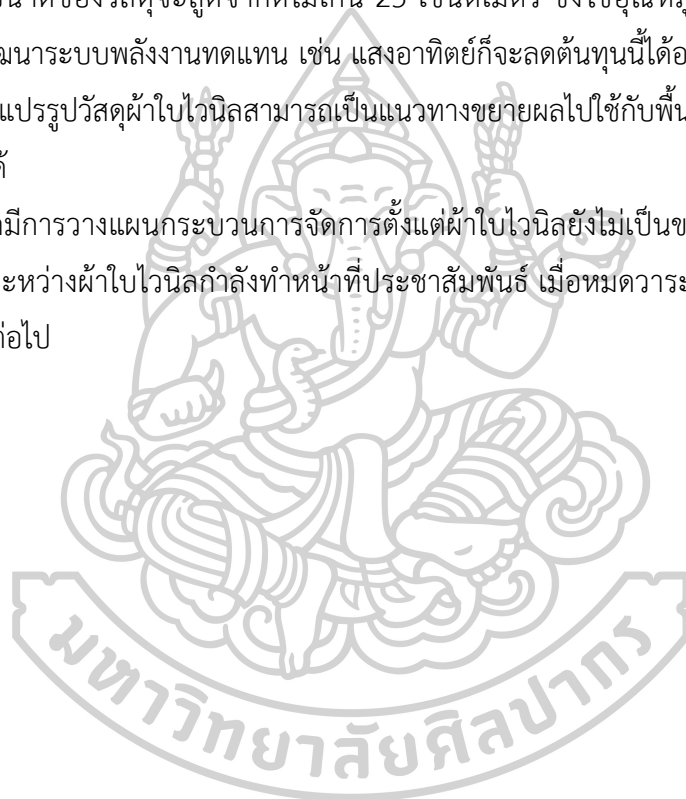 ขนาดของวัสดุจะถูกจำกัดไม่เกิน 25 เซนติเมตร ซึ่งใช้
ฒนาระบบพลังงานทดแทน เช่น แสงอาทิตย์ก็จะลดต้นทุนนี้ได้
แปรรูปวัสดุผ้าใบไวนิลสามารถเป็นแนวทางขยายผลไปใช้กับพื้น
มีการวางแผนกระบวนการจัดการตั้งแต่ผ้าใบไวนิลยังไม่เป็นข
ะหว่างผ้าใบไวนิลกำลังทำหน้าที่ประชาสัมพันธ์ เมื่อหมดวาระ
ต่อไป
มหาวิทยาลัยศิลปากร